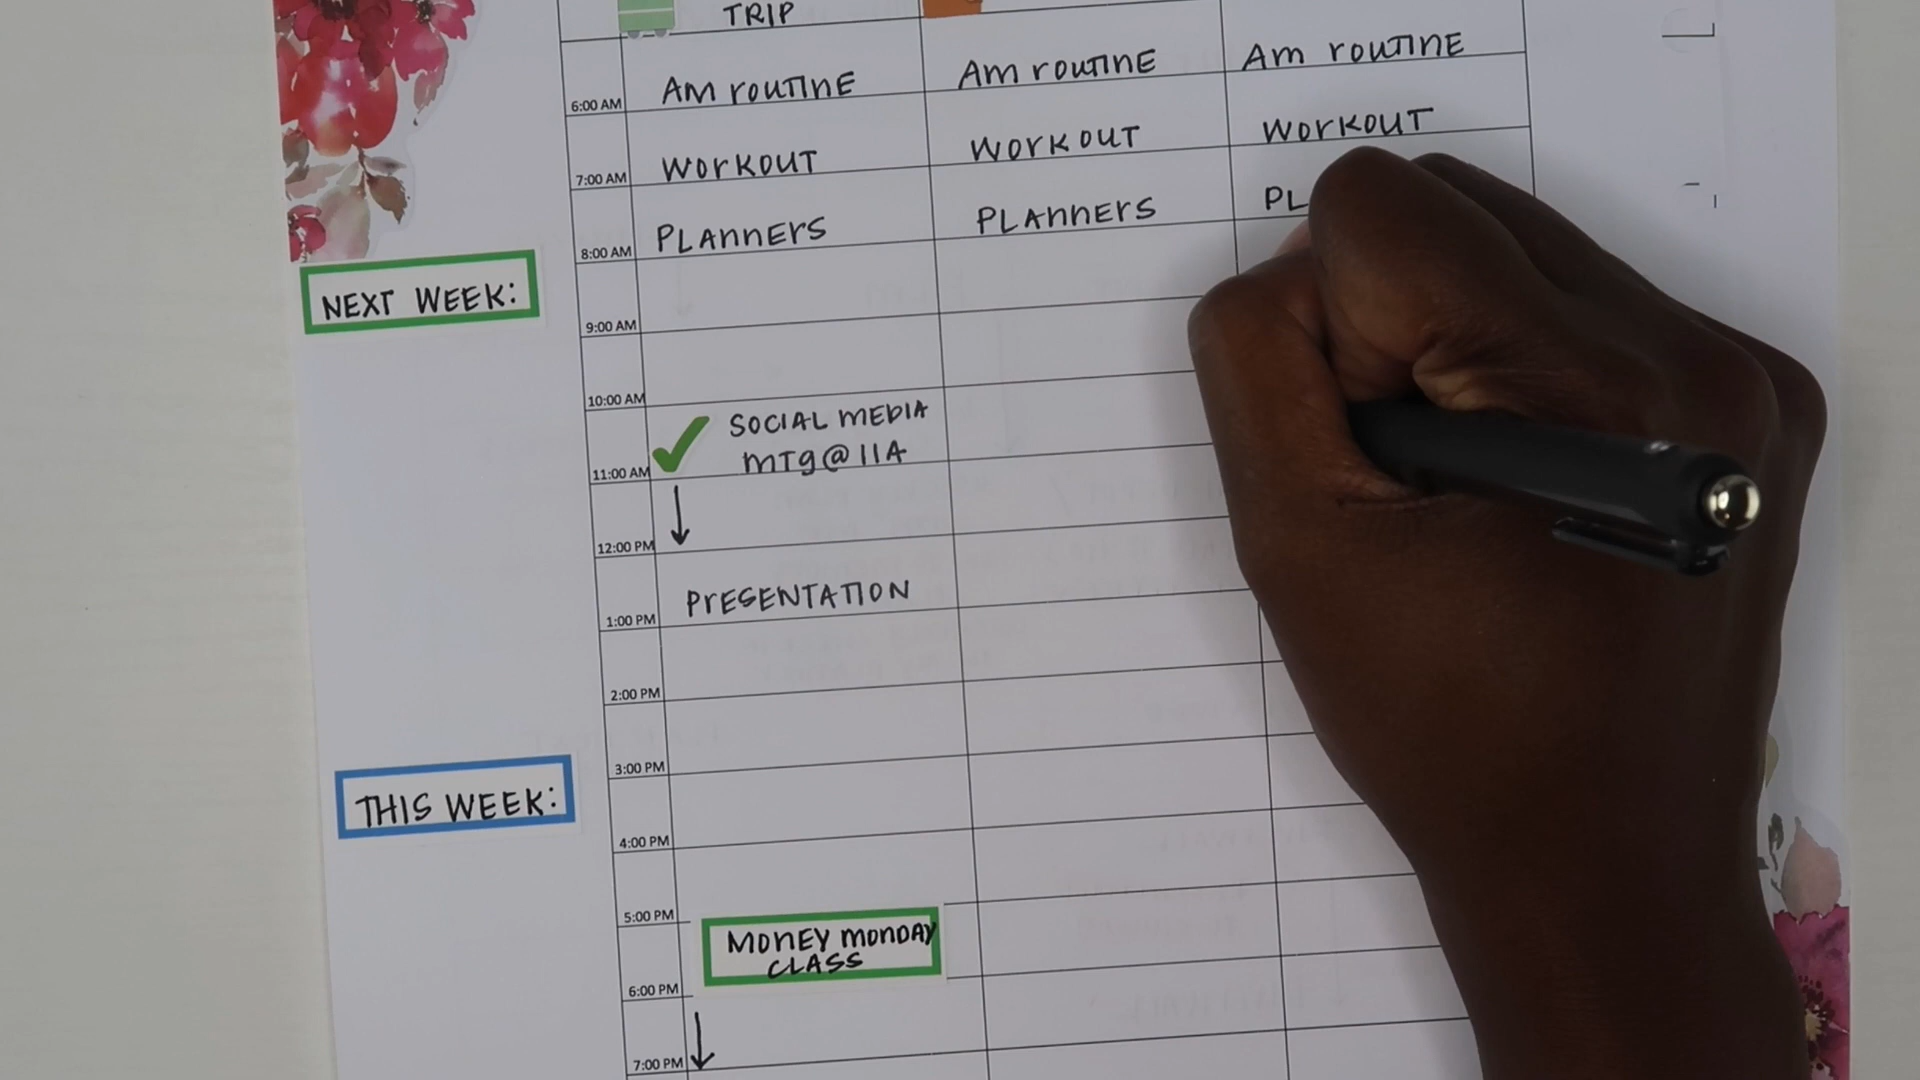 TRIP
6:00 AM Am rouTINE Am rouTINE Am rouTINE
7:00 AM WorKOUT WorKOUT WorKOUT
8:00 AM PLAnnErS PLAnnErS PL
NEXT WEEK:
9:00 AM
10:00 AM
SOCIAL mEDIA
11:00 AM mTg@ 11A
12:00 PM
1:00 PM PrESENTATION
2:00 PM
3:00 PM
THIS WEEK:
4:00 PM
5:00 PM
MonEy monDAy
CLASS
6:00 PM
7:00 PM